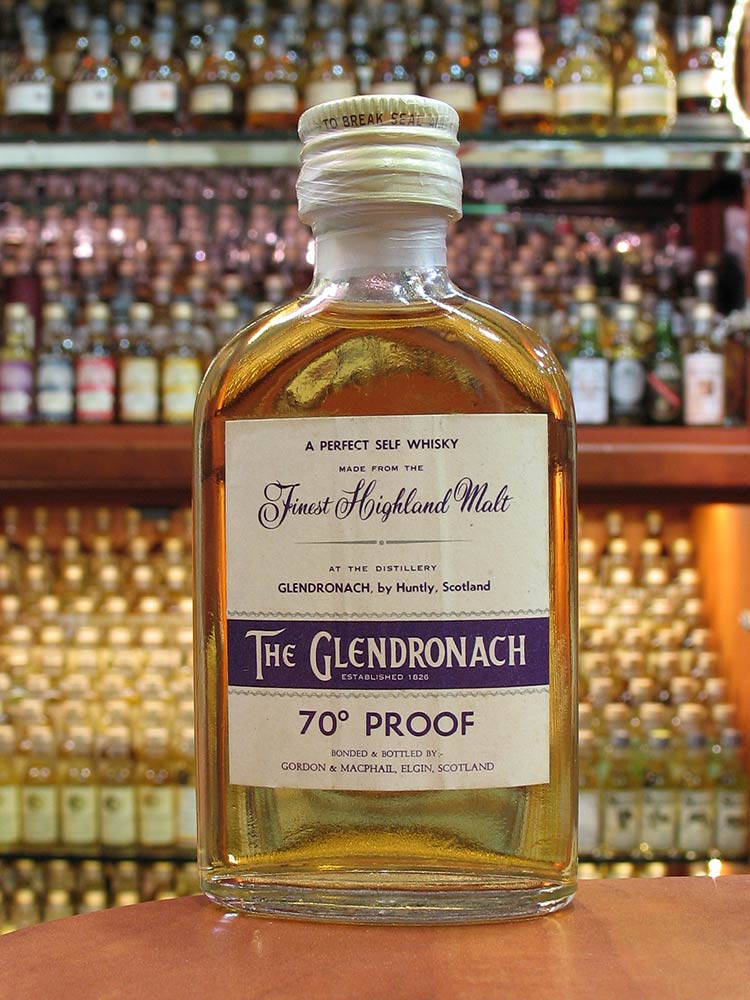 TO BREAK SEAL
A PERFECT SELF WHISKY
MADE FROM THE
Finest Highland Malt
AT THE DISTILLERY
GLENDRONACH, by Huntly, Scotland
THE GLENDRONACH
ESTABLISHED 1826
70° PROOF
BONDED & BOTTLED BY:-
GORDON & MACPHAIL, ELGIN, SCOTLAND